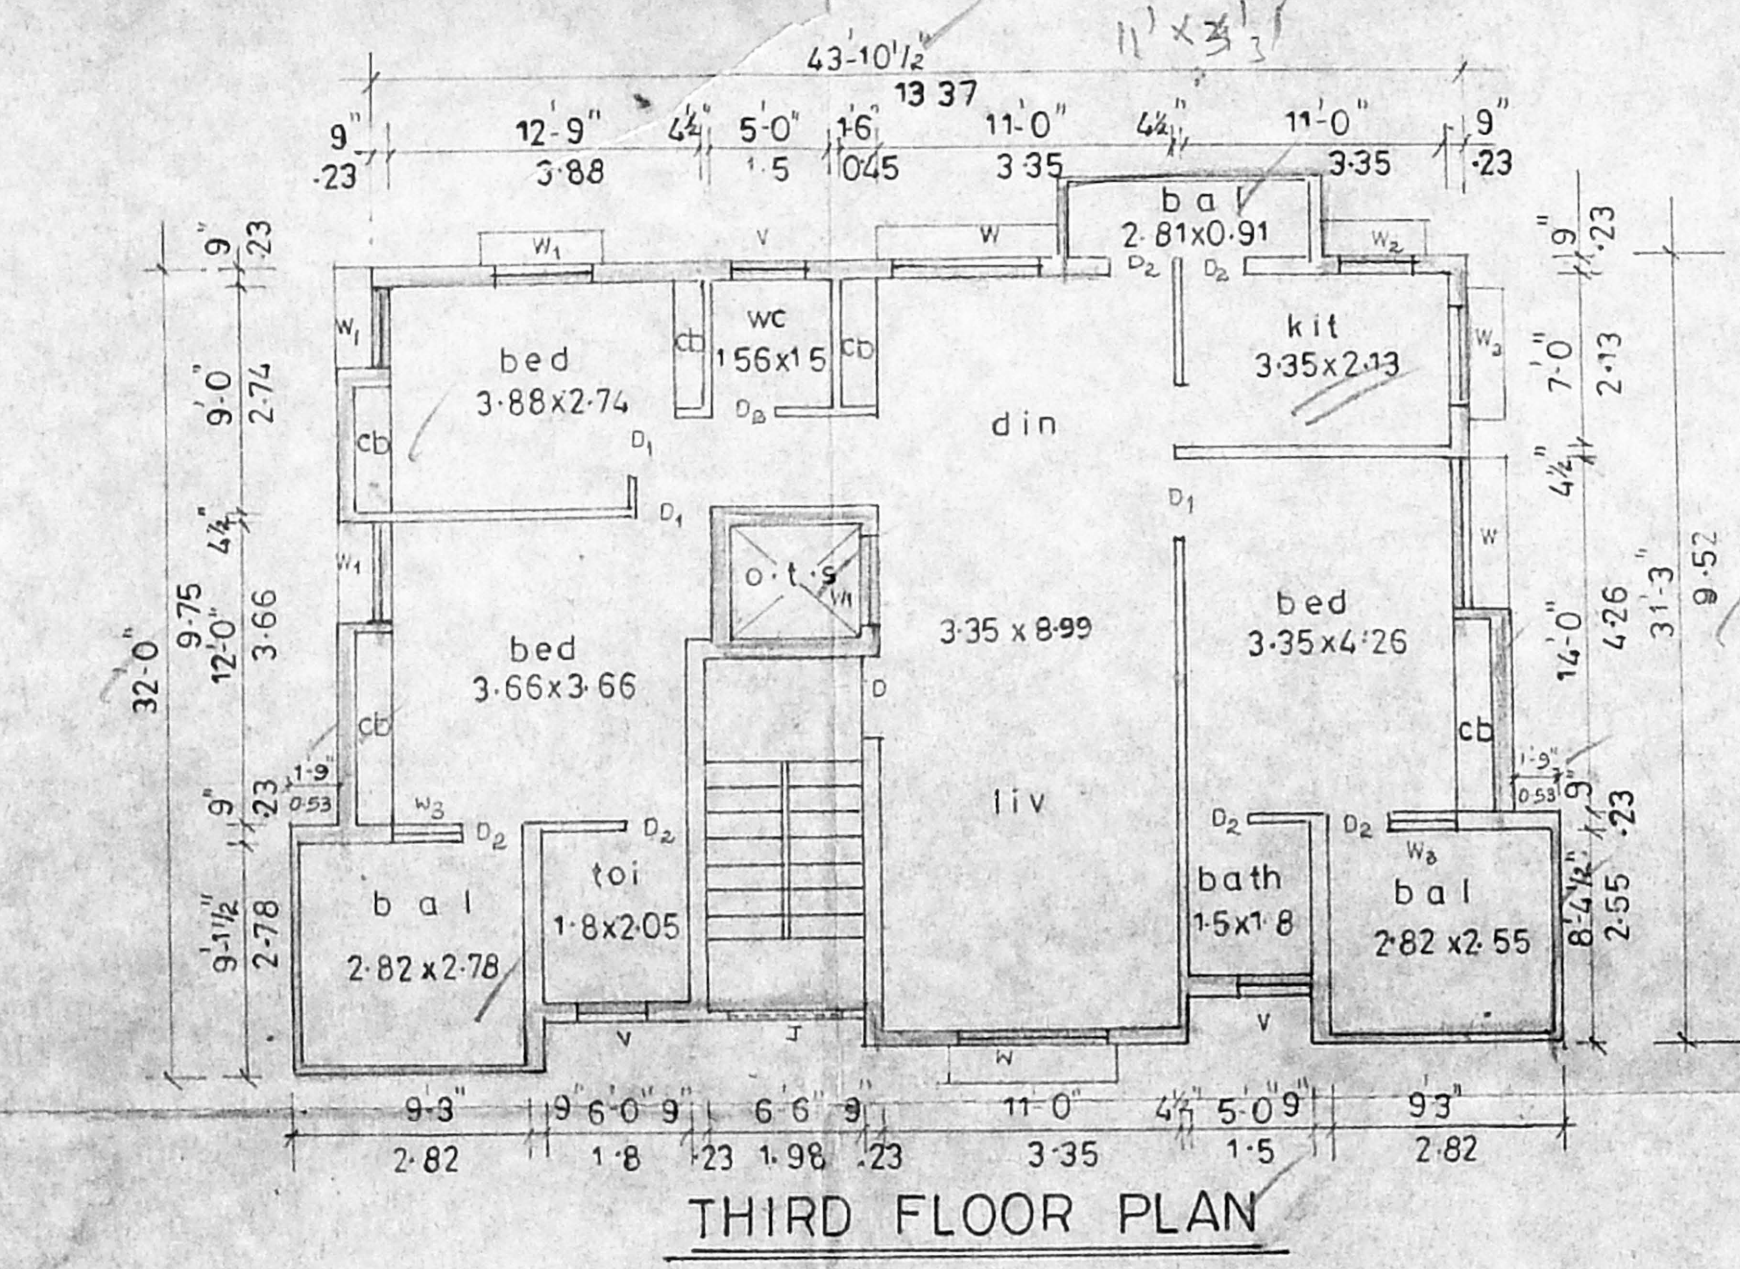 11' x 3'3"
43'-10½"
13 37
9" 12'-9" 4½" 5'-0" 1'6" 11'-0" 4½" 11'-0" 9"
.23 3.88 1.5 0.45 3.35 3.35 .23
bal
2.81x0.91
W1 V W W2
D2 D2
9" .23
9" .23
W1 cb wc cb kit W3
bed 1 56x1 5 3.35x2.13
3.88x2.74
9'-0" 2.74
7'-0" 2.13
DB
din
cb D1
D1 D1
4½"
4½"
W1 o.t.s W1 W
32'-0" 9.75
12'-0" 3.66
bed 3.35 x 8.99 bed
3.66x3.66 3.35x4.26
14'-0" 4.26
31'-3" 9.52
D
cb cb
1'-9" 1'-9"
0.53 0.53
9" .23
9" .23
liv
W3 D2 D2 D2 D2 W3
toi bath
bal 1.8x2.05 1.5x1.8 bal
2.82x2.78 2.82x2.55
9'-1½" 2.78
8'-4½" 2.55
V J W V
9'-3" 9" 6'-0" 9" 6'-6" 9" 11'-0" 4½" 5'-0" 9" 9'3"
2.82 1.8 .23 1.98 .23 3.35 1.5 2.82
THIRD FLOOR PLAN